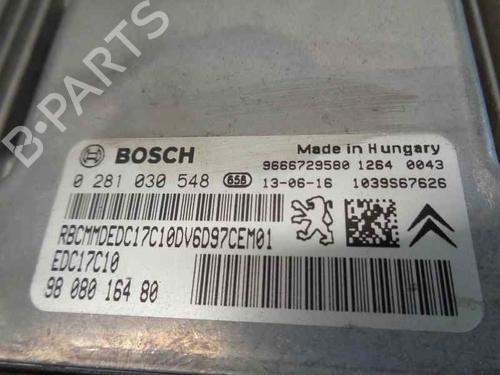 B-PARTS
BOSCH
Made in Hungary
9666729580 1264 0043
0 281 030 548 658 13-06-16 1039S67626
RBCMMDEDC17C10DV6D97CEM01
EDC17C10
98 080 164 80